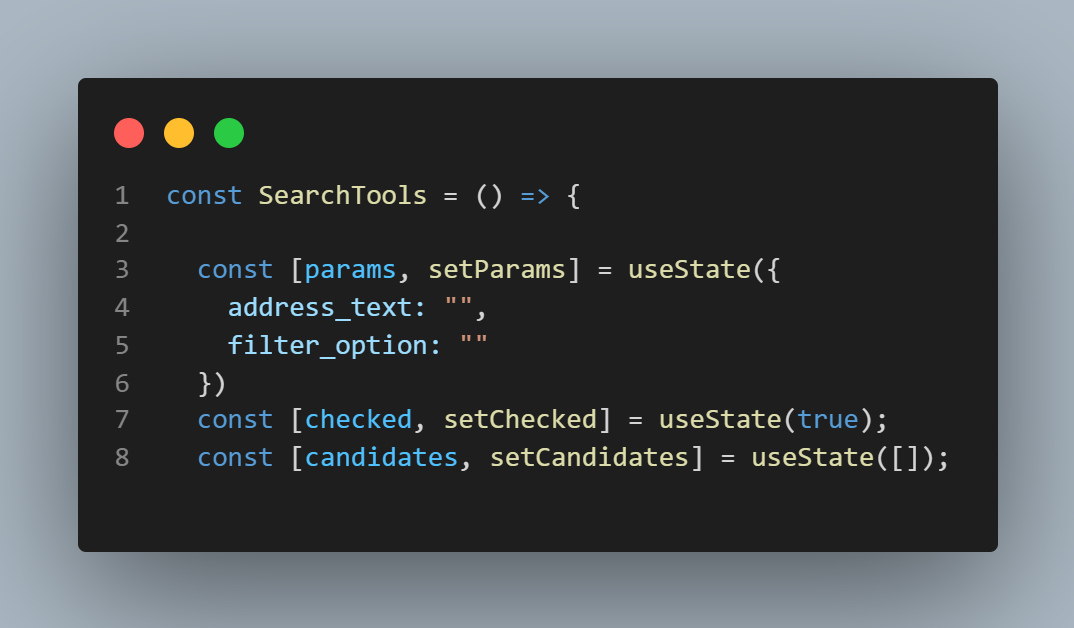 1 const SearchTools = () => {
2
3   const [params, setParams] = useState({
4     address_text: "",
5     filter_option: ""
6   })
7   const [checked, setChecked] = useState(true);
8   const [candidates, setCandidates] = useState([]);